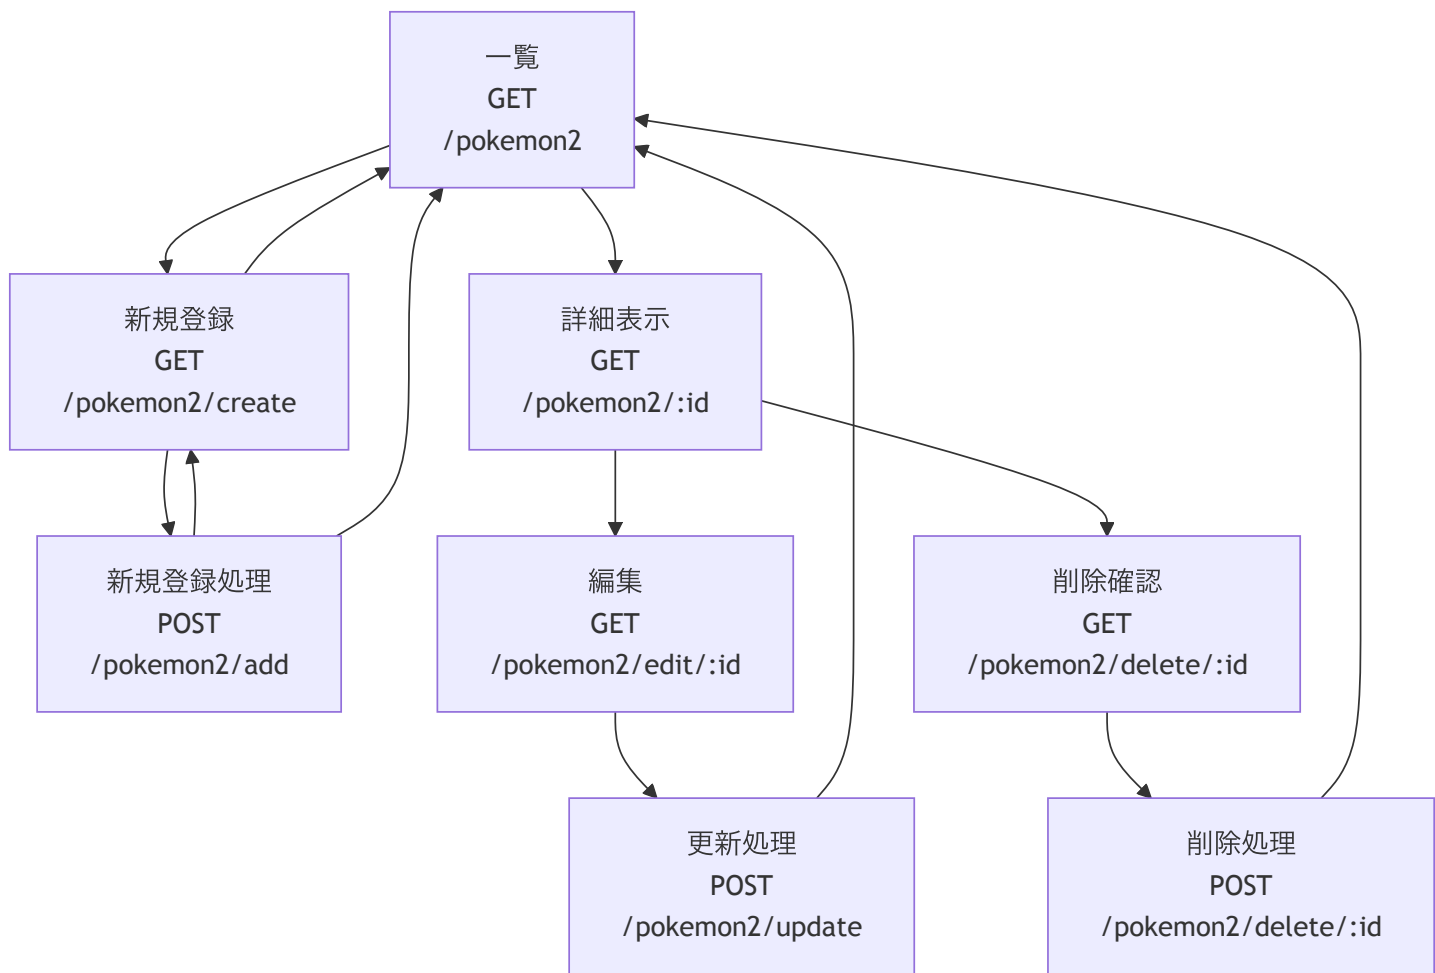 一覧
GET
/pokemon2
新規登録
GET
/pokemon2/create
詳細表示
GET
/pokemon2/:id
新規登録処理
POST
/pokemon2/add
編集
GET
/pokemon2/edit/:id
削除確認
GET
/pokemon2/delete/:id
更新処理
POST
/pokemon2/update
削除処理
POST
/pokemon2/delete/:id